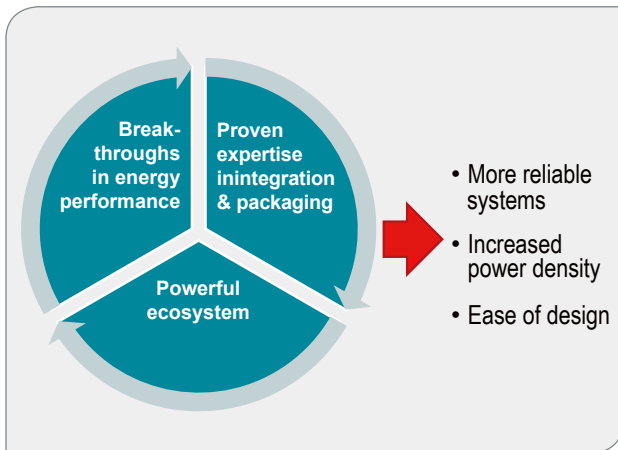 Break-
throughs
in energy
performance
Proven
expertise
inintegration
& packaging
Powerful
ecosystem
• More reliable
systems
• Increased
power density
• Ease of design